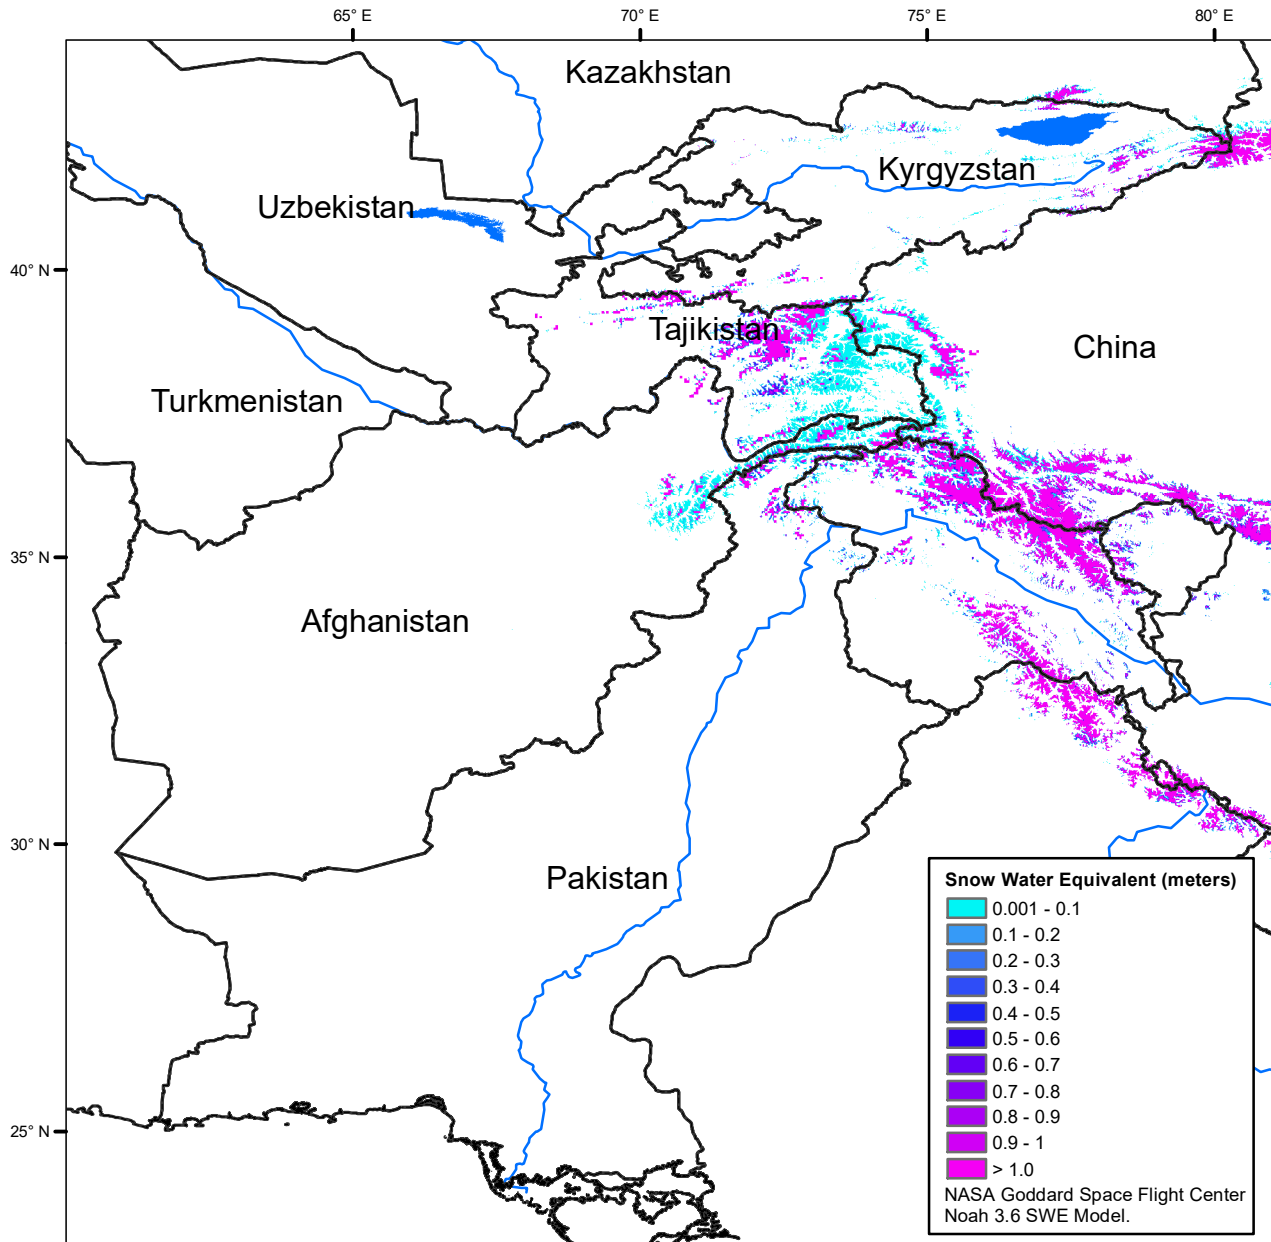 65° E
70° E
75° E
80° E
Kazakhstan
Kyrgyzstan
Uzbekistan
40° N
Tajikistan
China
Turkmenistan
35° N
Afghanistan
30° N
Pakistan
25° N
Snow Water Equivalent (meters)
0.001 - 0.1
0.1 - 0.2
0.2 - 0.3
0.3 - 0.4
0.4 - 0.5
0.5 - 0.6
0.6 - 0.7
0.7 - 0.8
0.8 - 0.9
0.9 - 1
> 1.0
NASA Goddard Space Flight Center
Noah 3.6 SWE Model.